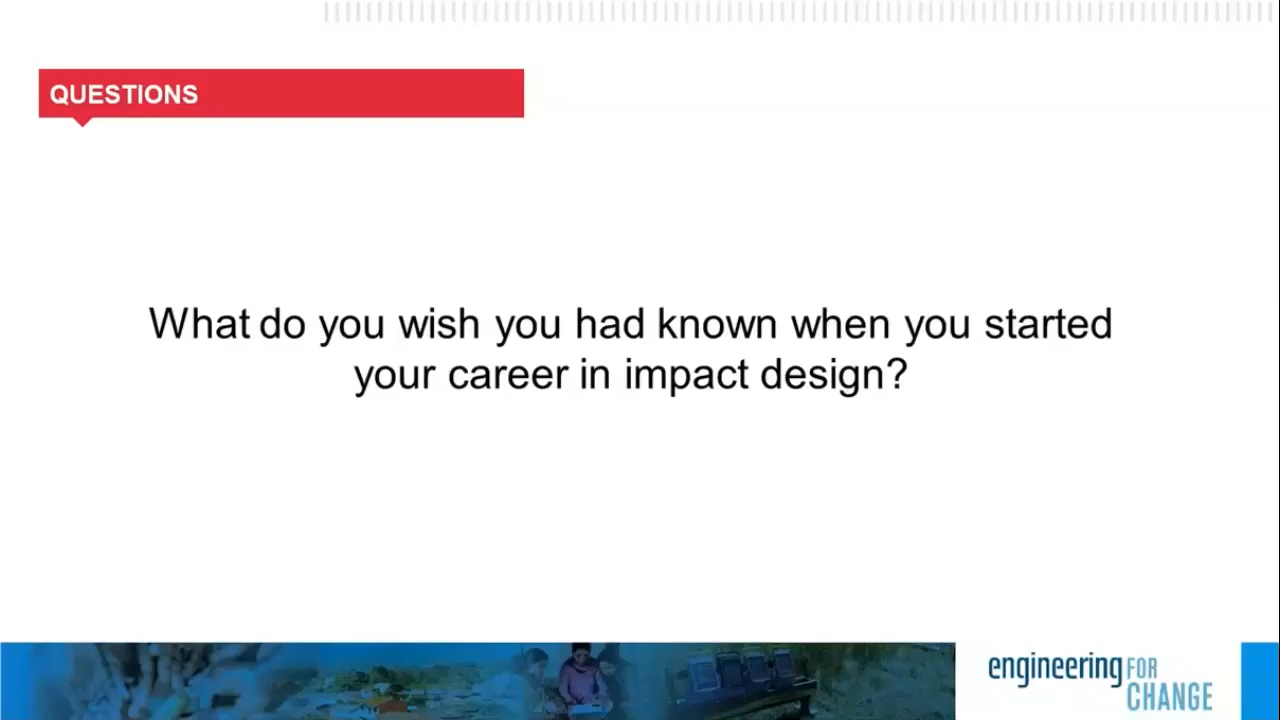 QUESTIONS
What do you wish you had known when you started
your career in impact design?
engineering FOR
CHANGE